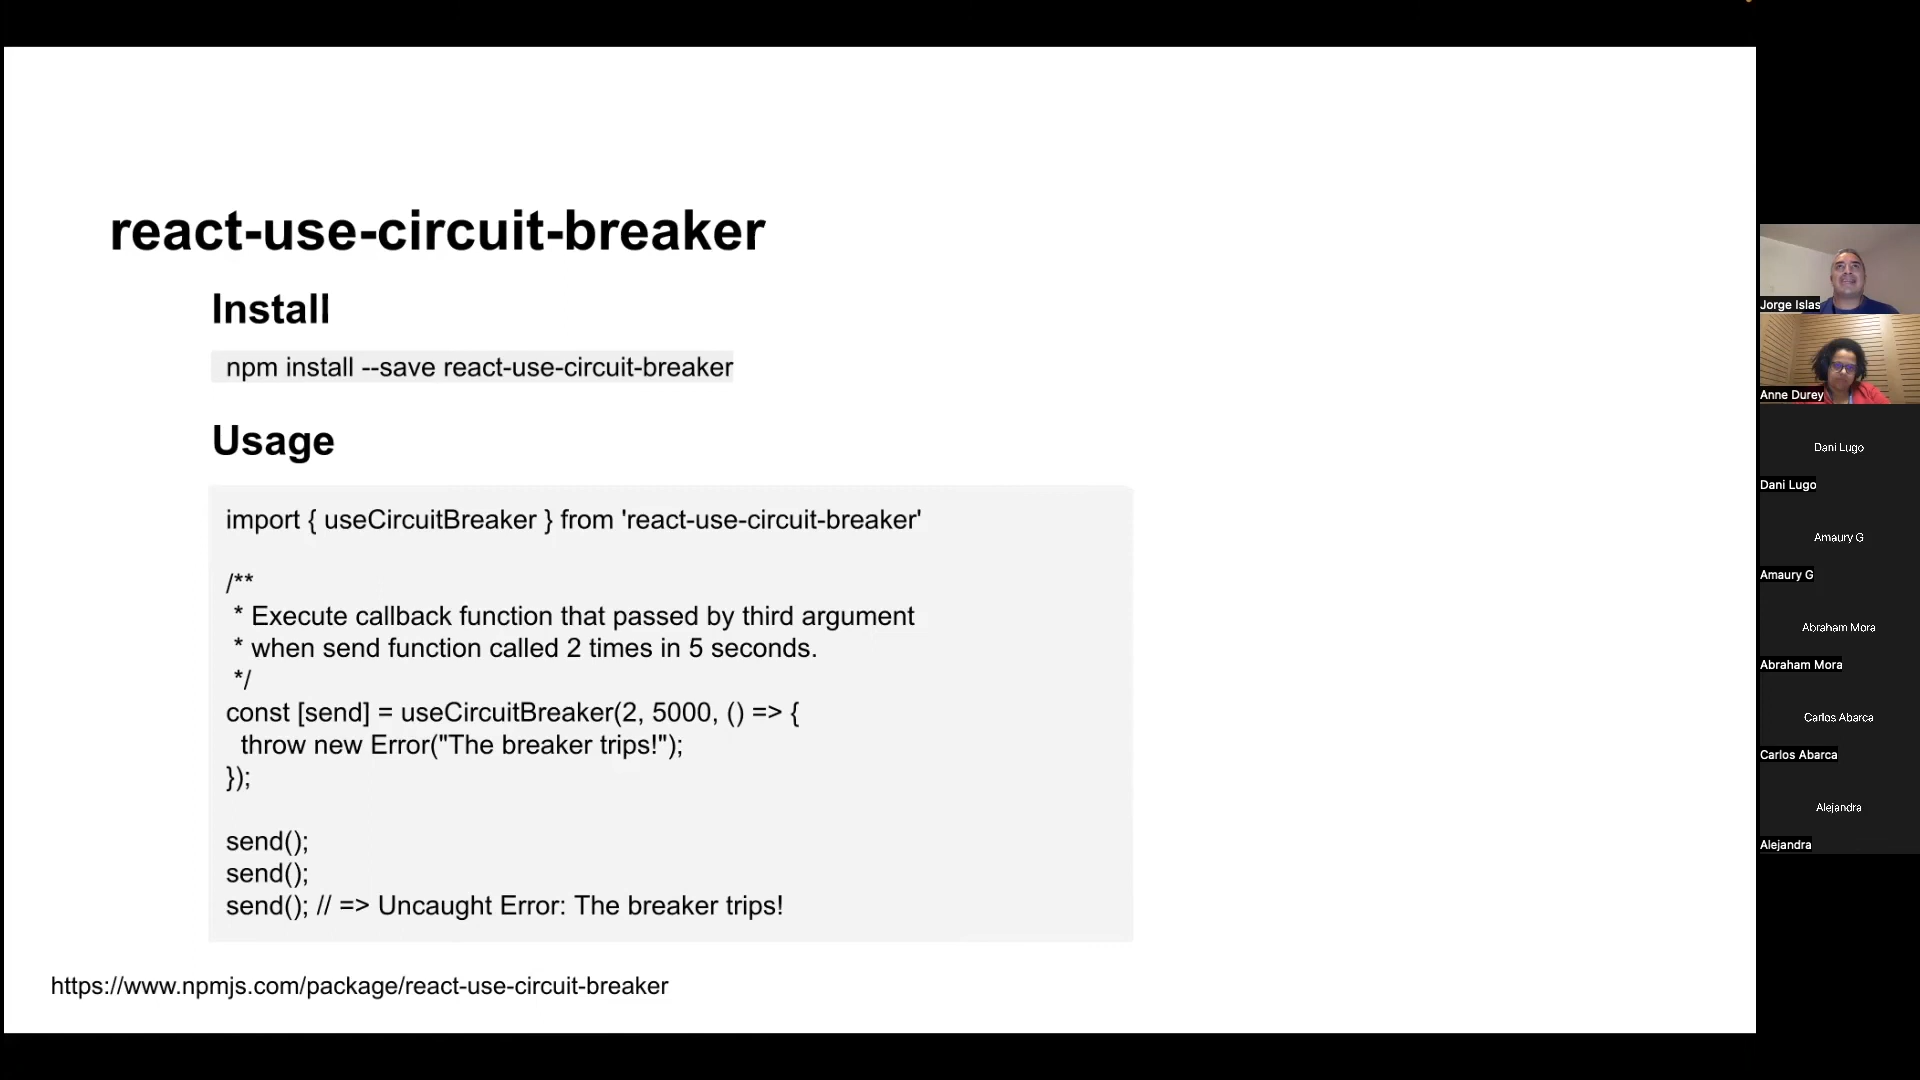 react-use-circuit-breaker
Install
npm install --save react-use-circuit-breaker
Usage
import { useCircuitBreaker } from 'react-use-circuit-breaker'
/**
* Execute callback function that passed by third argument
* when send function called 2 times in 5 seconds.
*/
const [send] = useCircuitBreaker(2, 5000, () => {
throw new Error("The breaker trips!");
});
send();
send();
send(); // => Uncaught Error: The breaker trips!
https://www.npmjs.com/package/react-use-circuit-breaker
Jorge Islas
Anne Durey
Dani Lugo
Dani Lugo
Amaury G
Amaury G
Abraham Mora
Abraham Mora
Carlos Abarca
Carlos Abarca
Alejandra
Alejandra